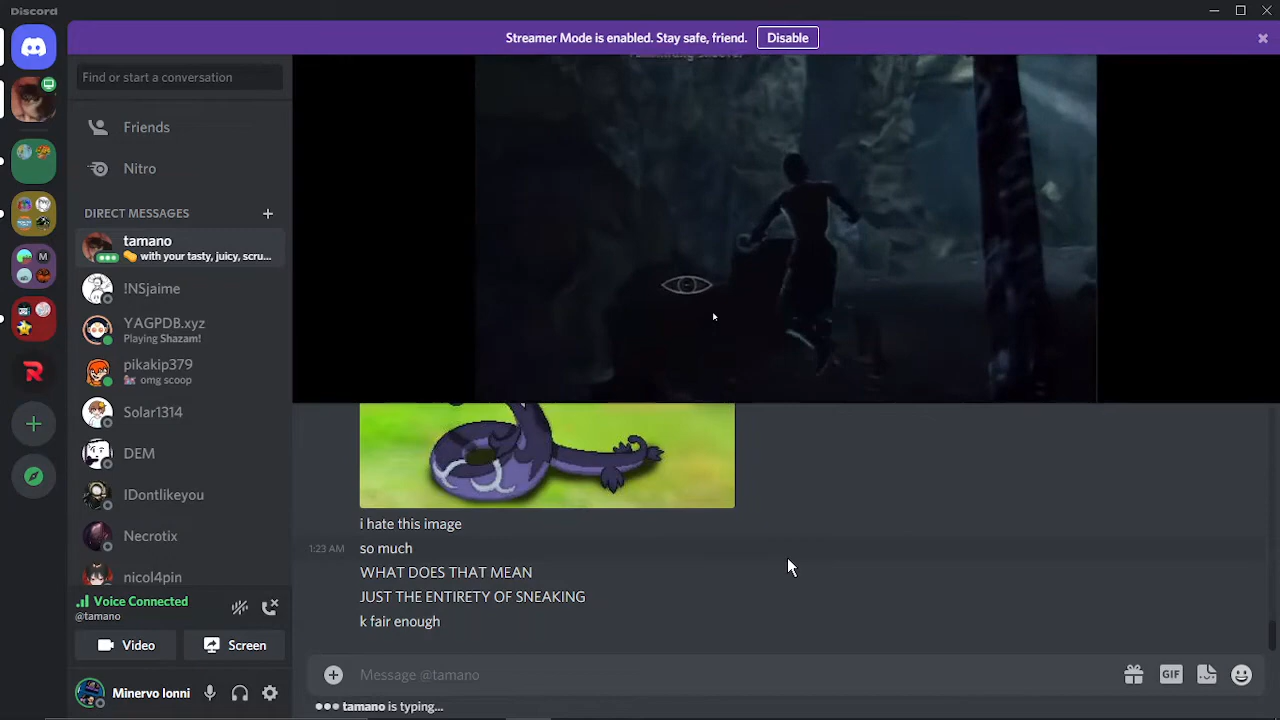 Discord
Streamer Mode is enabled. Stay safe, friend.
Disable
Find or start a conversation
Friends
Nitro
DIRECT MESSAGES
tamano
with your tasty, juicy, scru...
!NSjaime
YAGPDB.xyz
Playing Shazam!
pikakip379
omg scoop
Solar1314
DEM
IDontlikeyou
Necrotix
nicol4pin
Voice Connected
@tamano
Video
Screen
Minervo Ionni
i hate this image
1:23 AM so much
WHAT DOES THAT MEAN
JUST THE ENTIRETY OF SNEAKING
k fair enough
Message @tamano
GIF
tamano is typing...